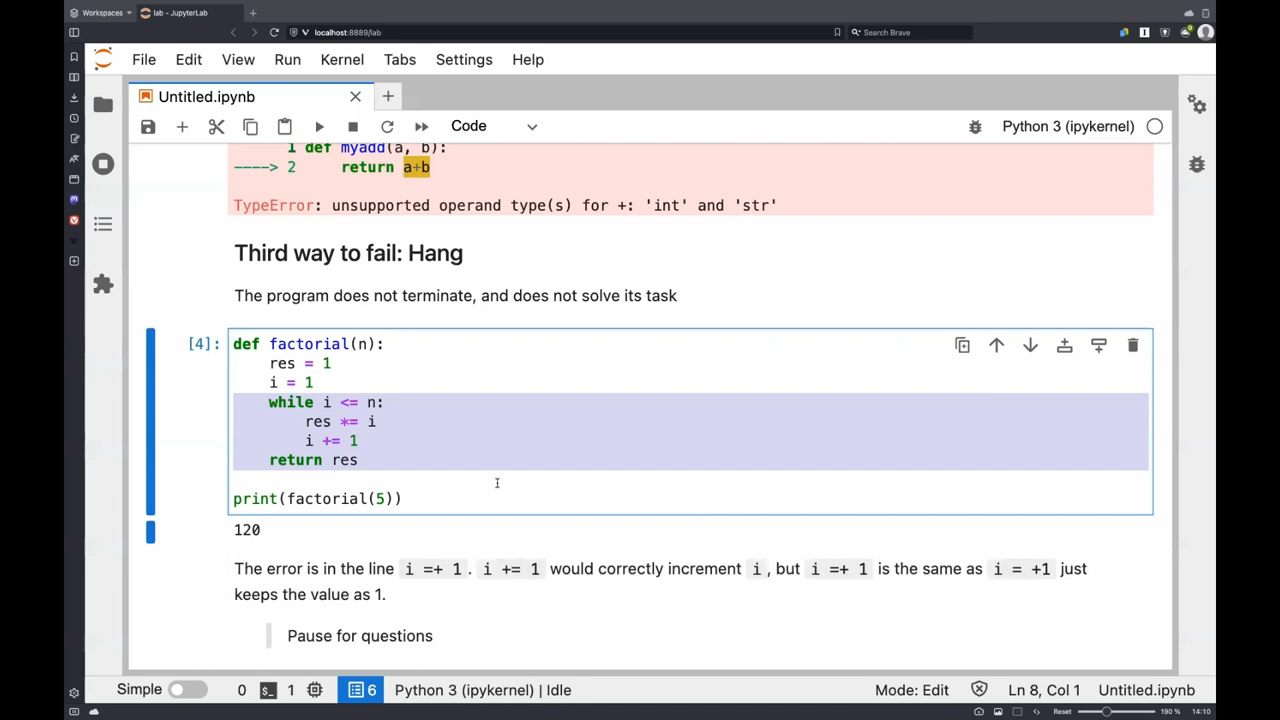 Workspaces
lab - JupyterLab
localhost:8889/lab
Search Brave
File Edit View Run Kernel Tabs Settings Help
Untitled.ipynb
Code
Python 3 (ipykernel)
1 def myadd(a, b):
----> 2     return a+b
TypeError: unsupported operand type(s) for +: 'int' and 'str'
Third way to fail: Hang
The program does not terminate, and does not solve its task
[4]: def factorial(n):
    res = 1
    i = 1
    while i <= n:
        res *= i
        i += 1
    return res
print(factorial(5))
120
The error is in the line i =+ 1. i += 1 would correctly increment i, but i =+ 1 is the same as i = +1 just
keeps the value as 1.
Pause for questions
Simple 0 1 6 Python 3 (ipykernel) | Idle Mode: Edit Ln 8, Col 1 Untitled.ipynb
Reset 190 % 14:10